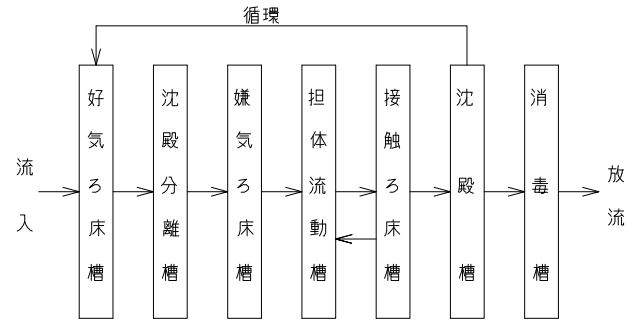 循環
流入
好気ろ床槽
沈殿分離槽
嫌気ろ床槽
担体流動槽
接触ろ床槽
沈殿槽
消毒槽
放流